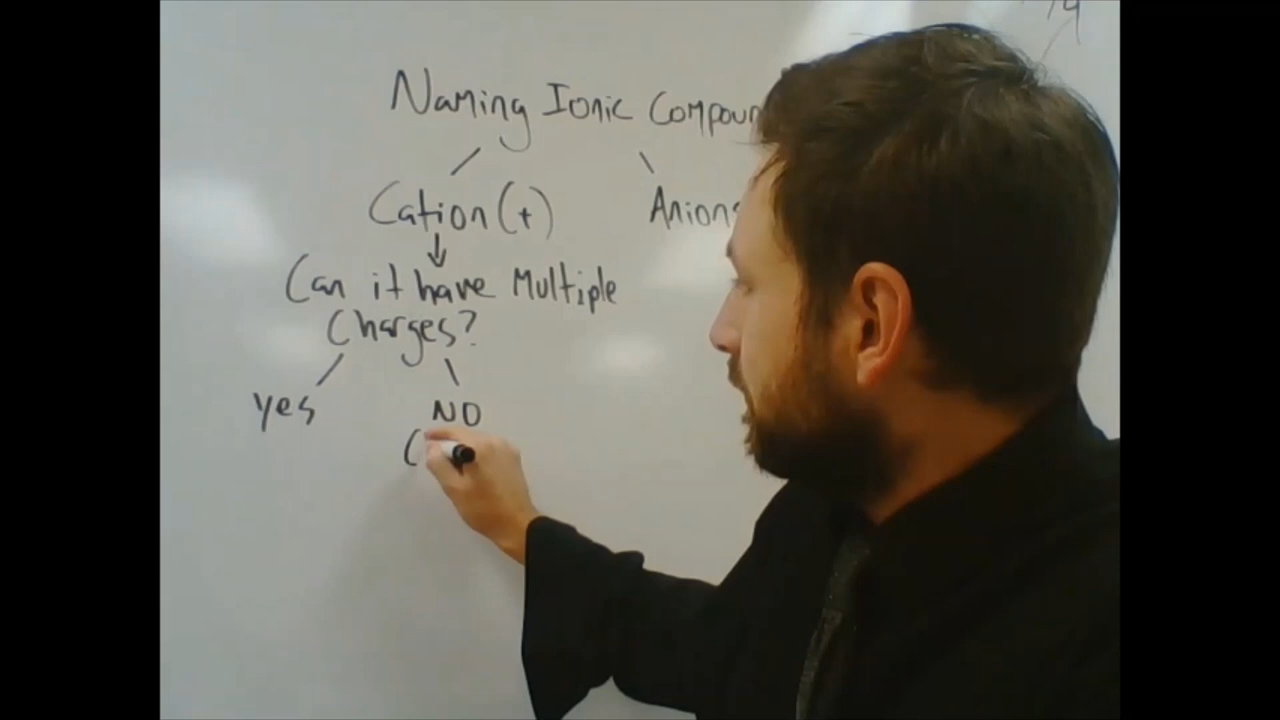 Naming Ionic Compoun
Cation (+)
Anions
Can it have Multiple
Charges?
yes
NO
(